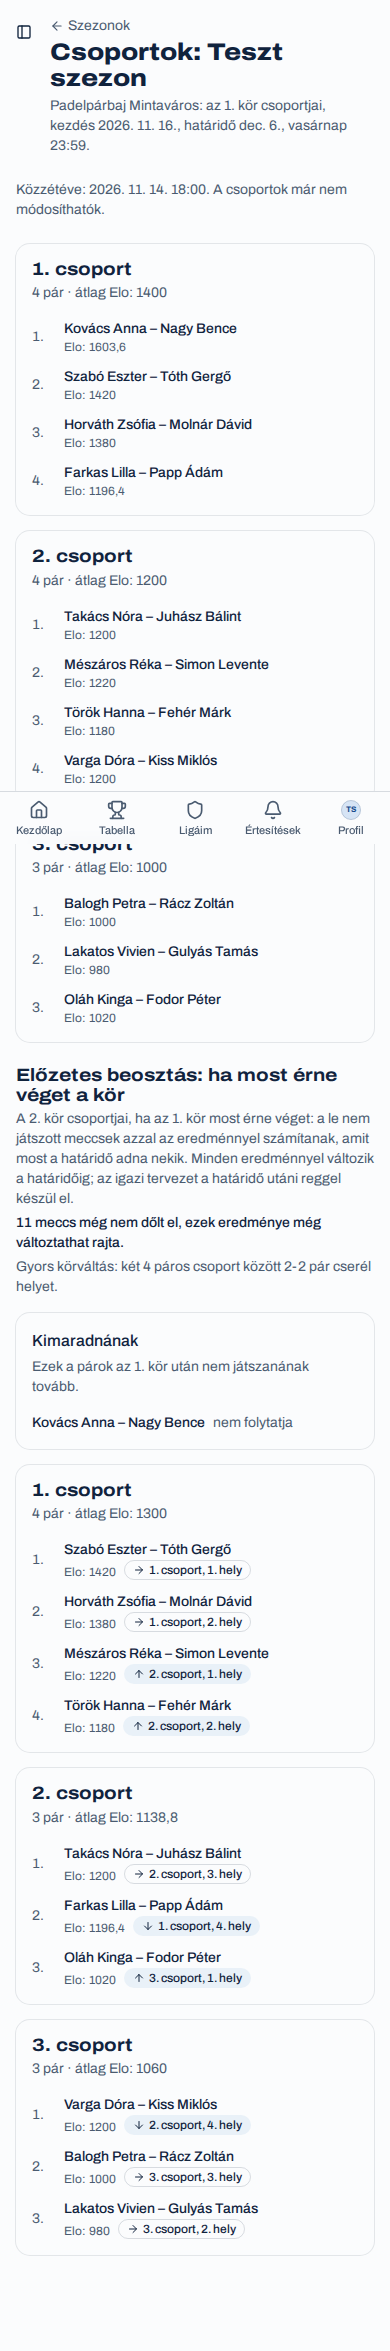 ← Szezonok
Csoportok: Teszt
szezon
Padelpárbaj Mintaváros: az 1. kör csoportjai,
kezdés 2026. 11. 16., határidő dec. 6., vasárnap
23:59.
Közzétéve: 2026. 11. 14. 18:00. A csoportok már nem
módosíthatók.
1. csoport
4 pár · átlag Elo: 1400
1.
Kovács Anna – Nagy Bence
Elo: 1603,6
2.
Szabó Eszter – Tóth Gergő
Elo: 1420
3.
Horváth Zsófia – Molnár Dávid
Elo: 1380
4.
Farkas Lilla – Papp Ádám
Elo: 1196,4
2. csoport
4 pár · átlag Elo: 1200
1.
Takács Nóra – Juhász Bálint
Elo: 1200
2.
Mészáros Réka – Simon Levente
Elo: 1220
3.
Török Hanna – Fehér Márk
Elo: 1180
4.
Varga Dóra – Kiss Miklós
Elo: 1200
Kezdőlap
Tabella
Ligáim
Értesítések
TS
Profil
3. csoport
3 pár · átlag Elo: 1000
1.
Balogh Petra – Rácz Zoltán
Elo: 1000
2.
Lakatos Vivien – Gulyás Tamás
Elo: 980
3.
Oláh Kinga – Fodor Péter
Elo: 1020
Előzetes beosztás: ha most érne
véget a kör
A 2. kör csoportjai, ha az 1. kör most érne véget: a le nem
játszott meccsek azzal az eredménnyel számítanak, amit
most a határidő adna nekik. Minden eredménnyel változik
a határidőig; az igazi tervezet a határidő utáni reggel
készül el.
11 meccs még nem dőlt el, ezek eredménye még
változtathat rajta.
Gyors körváltás: két 4 páros csoport között 2-2 pár cserél
helyet.
Kimaradnának
Ezek a párok az 1. kör után nem játszanának
tovább.
Kovács Anna – Nagy Bence nem folytatja
1. csoport
4 pár · átlag Elo: 1300
1.
Szabó Eszter – Tóth Gergő
Elo: 1420 → 1. csoport, 1. hely
2.
Horváth Zsófia – Molnár Dávid
Elo: 1380 → 1. csoport, 2. hely
3.
Mészáros Réka – Simon Levente
Elo: 1220 ↑ 2. csoport, 1. hely
4.
Török Hanna – Fehér Márk
Elo: 1180 ↑ 2. csoport, 2. hely
2. csoport
3 pár · átlag Elo: 1138,8
1.
Takács Nóra – Juhász Bálint
Elo: 1200 → 2. csoport, 3. hely
2.
Farkas Lilla – Papp Ádám
Elo: 1196,4 ↓ 1. csoport, 4. hely
3.
Oláh Kinga – Fodor Péter
Elo: 1020 ↑ 3. csoport, 1. hely
3. csoport
3 pár · átlag Elo: 1060
1.
Varga Dóra – Kiss Miklós
Elo: 1200 ↓ 2. csoport, 4. hely
2.
Balogh Petra – Rácz Zoltán
Elo: 1000 → 3. csoport, 3. hely
3.
Lakatos Vivien – Gulyás Tamás
Elo: 980 → 3. csoport, 2. hely